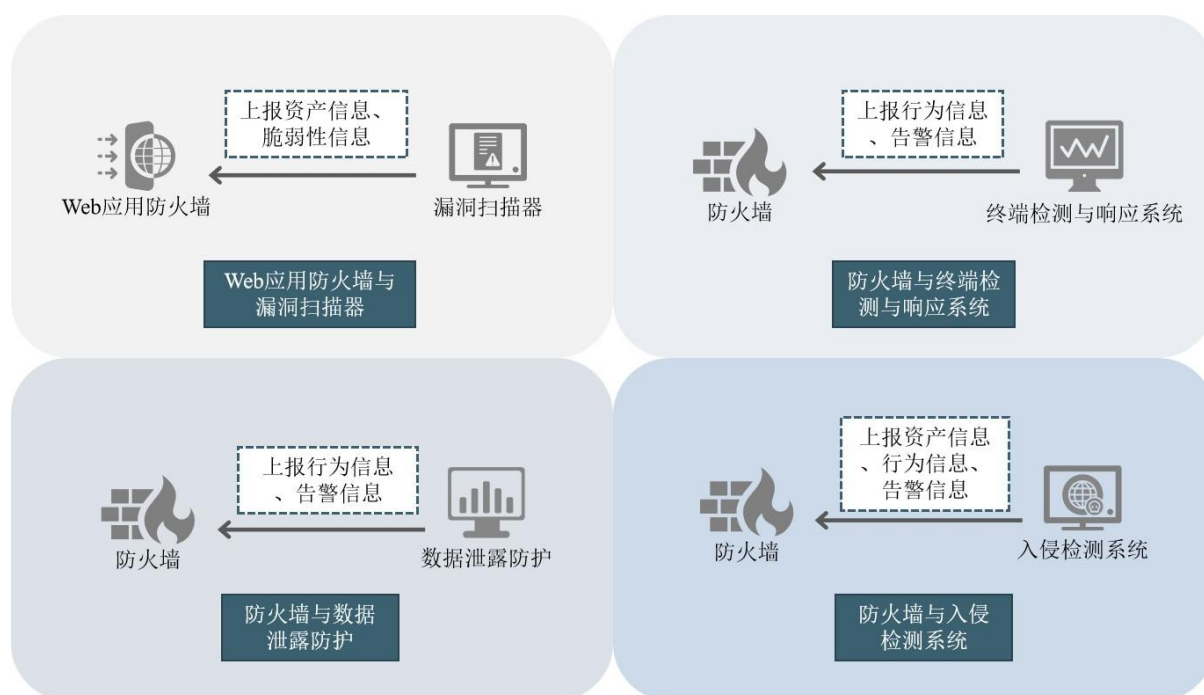 上报资产信息、
脆弱性信息
Web应用防火墙
漏洞扫描器
Web应用防火墙与
漏洞扫描器
上报行为信息
、告警信息
防火墙
终端检测与响应系统
防火墙与终端检
测与响应系统
上报行为信息
、告警信息
防火墙
数据泄露防护
防火墙与数据
泄露防护
上报资产信息
、行为信息、
告警信息
防火墙
入侵检测系统
防火墙与入侵
检测系统